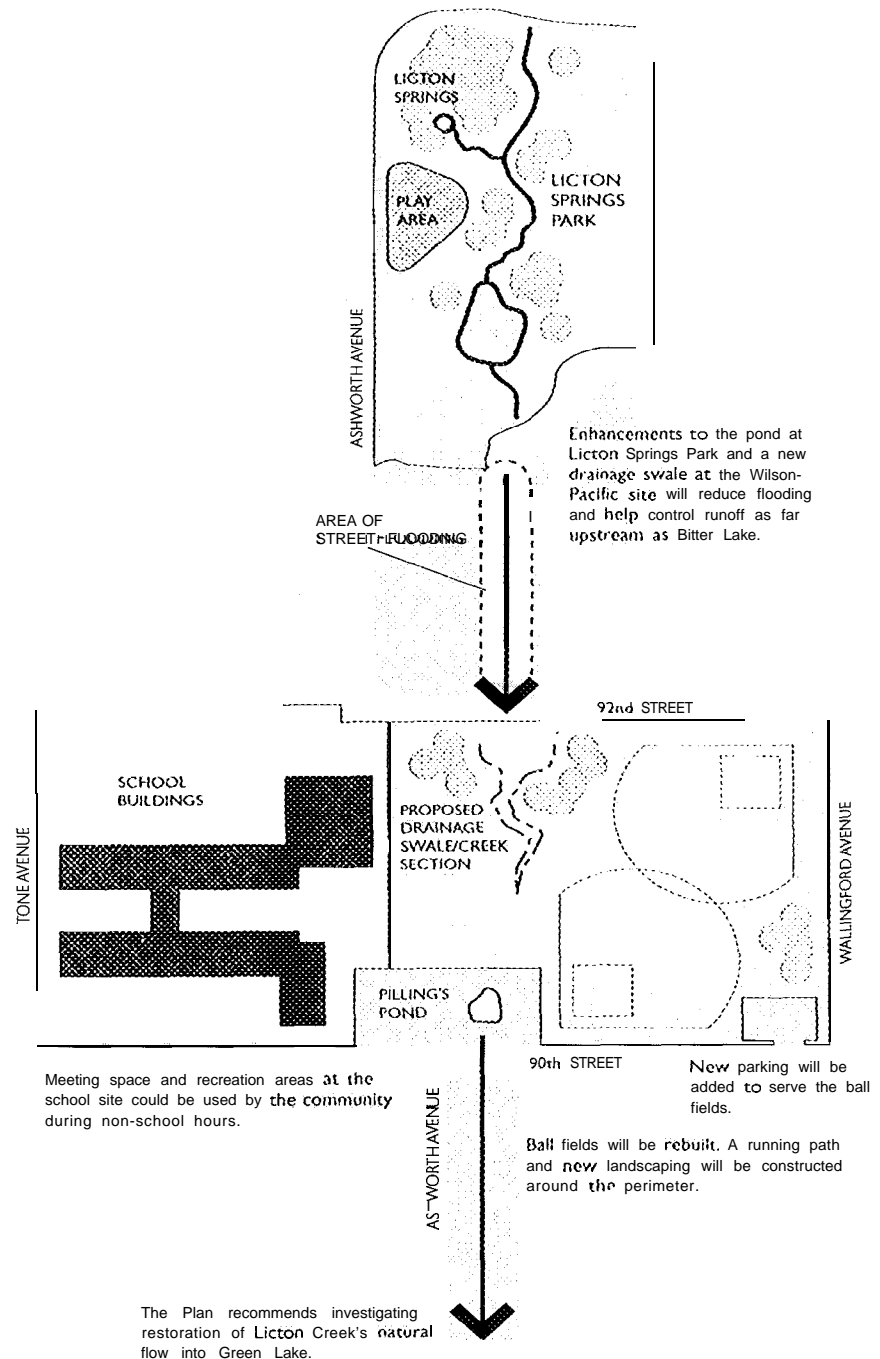 LICTON
SPRINGS
PLAY
AREA
LICTON
SPRINGS
PARK
ASHWORTH AVENUE
Enhancements to the pond at
Licton Springs Park and a new
drainage swale at the Wilson-
Pacific site will reduce flooding
and help control runoff as far
upstream as Bitter Lake.
AREA OF
STREET FLOODING
92nd STREET
SCHOOL
BUILDINGS
PROPOSED
DRAINAGE
SWALE/CREEK
SECTION
TONE AVENUE
WALLINGFORD AVENUE
PILLING'S
POND
90th STREET
Meeting space and recreation areas at the
school site could be used by the community
during non-school hours.
New parking will be
added to serve the ball
fields.
Ball fields will be rebuilt. A running path
and new landscaping will be constructed
around the perimeter.
AS WORTH AVENUE
The Plan recommends investigating
restoration of Licton Creek's natural
flow into Green Lake.